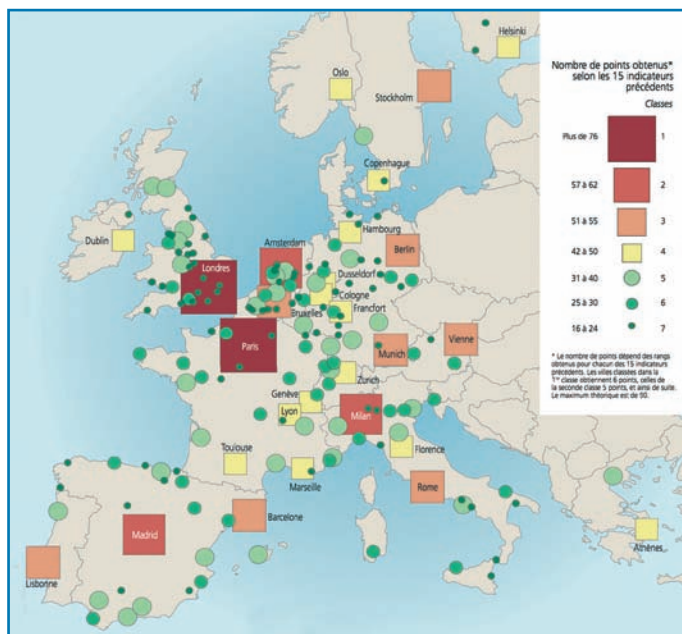 Helsinki
Oslo
Stockholm
Copenhague
Dublin
Hambourg
Amsterdam
Berlin
Londres
Dusseldorf
Cologne
Bruxelles
Francfort
Paris
Munich
Vienne
Zurich
Genève
Lyon
Milan
Toulouse
Florence
Marseille
Rome
Barcelone
Madrid
Lisbonne
Athènes
Nombre de points obtenus*
selon les 15 indicateurs
précédents
Classes
Plus de 76 1
57 à 62 2
51 à 55 3
42 à 50 4
31 à 40 5
25 à 30 6
16 à 24 7
* Le nombre de points dépend des rangs
obtenus pour chacun des 15 indicateurs
précédents. Les villes classées dans la
1re classe obtiennent 6 points, celles de
la seconde classe 5 points, et ainsi de suite.
Le maximum théorique est de 90.